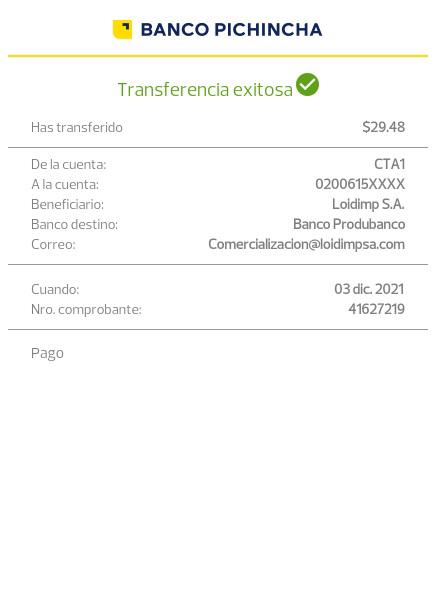 BANCO PICHINCHA
Transferencia exitosa
Has transferido $29.48
De la cuenta: CTA1
A la cuenta: 0200615XXXX
Beneficiario: Loidimp S.A.
Banco destino: Banco Produbanco
Correo: Comercializacion@loidimpsa.com
Cuando: 03 dic. 2021
Nro. comprobante: 41627219
Pago